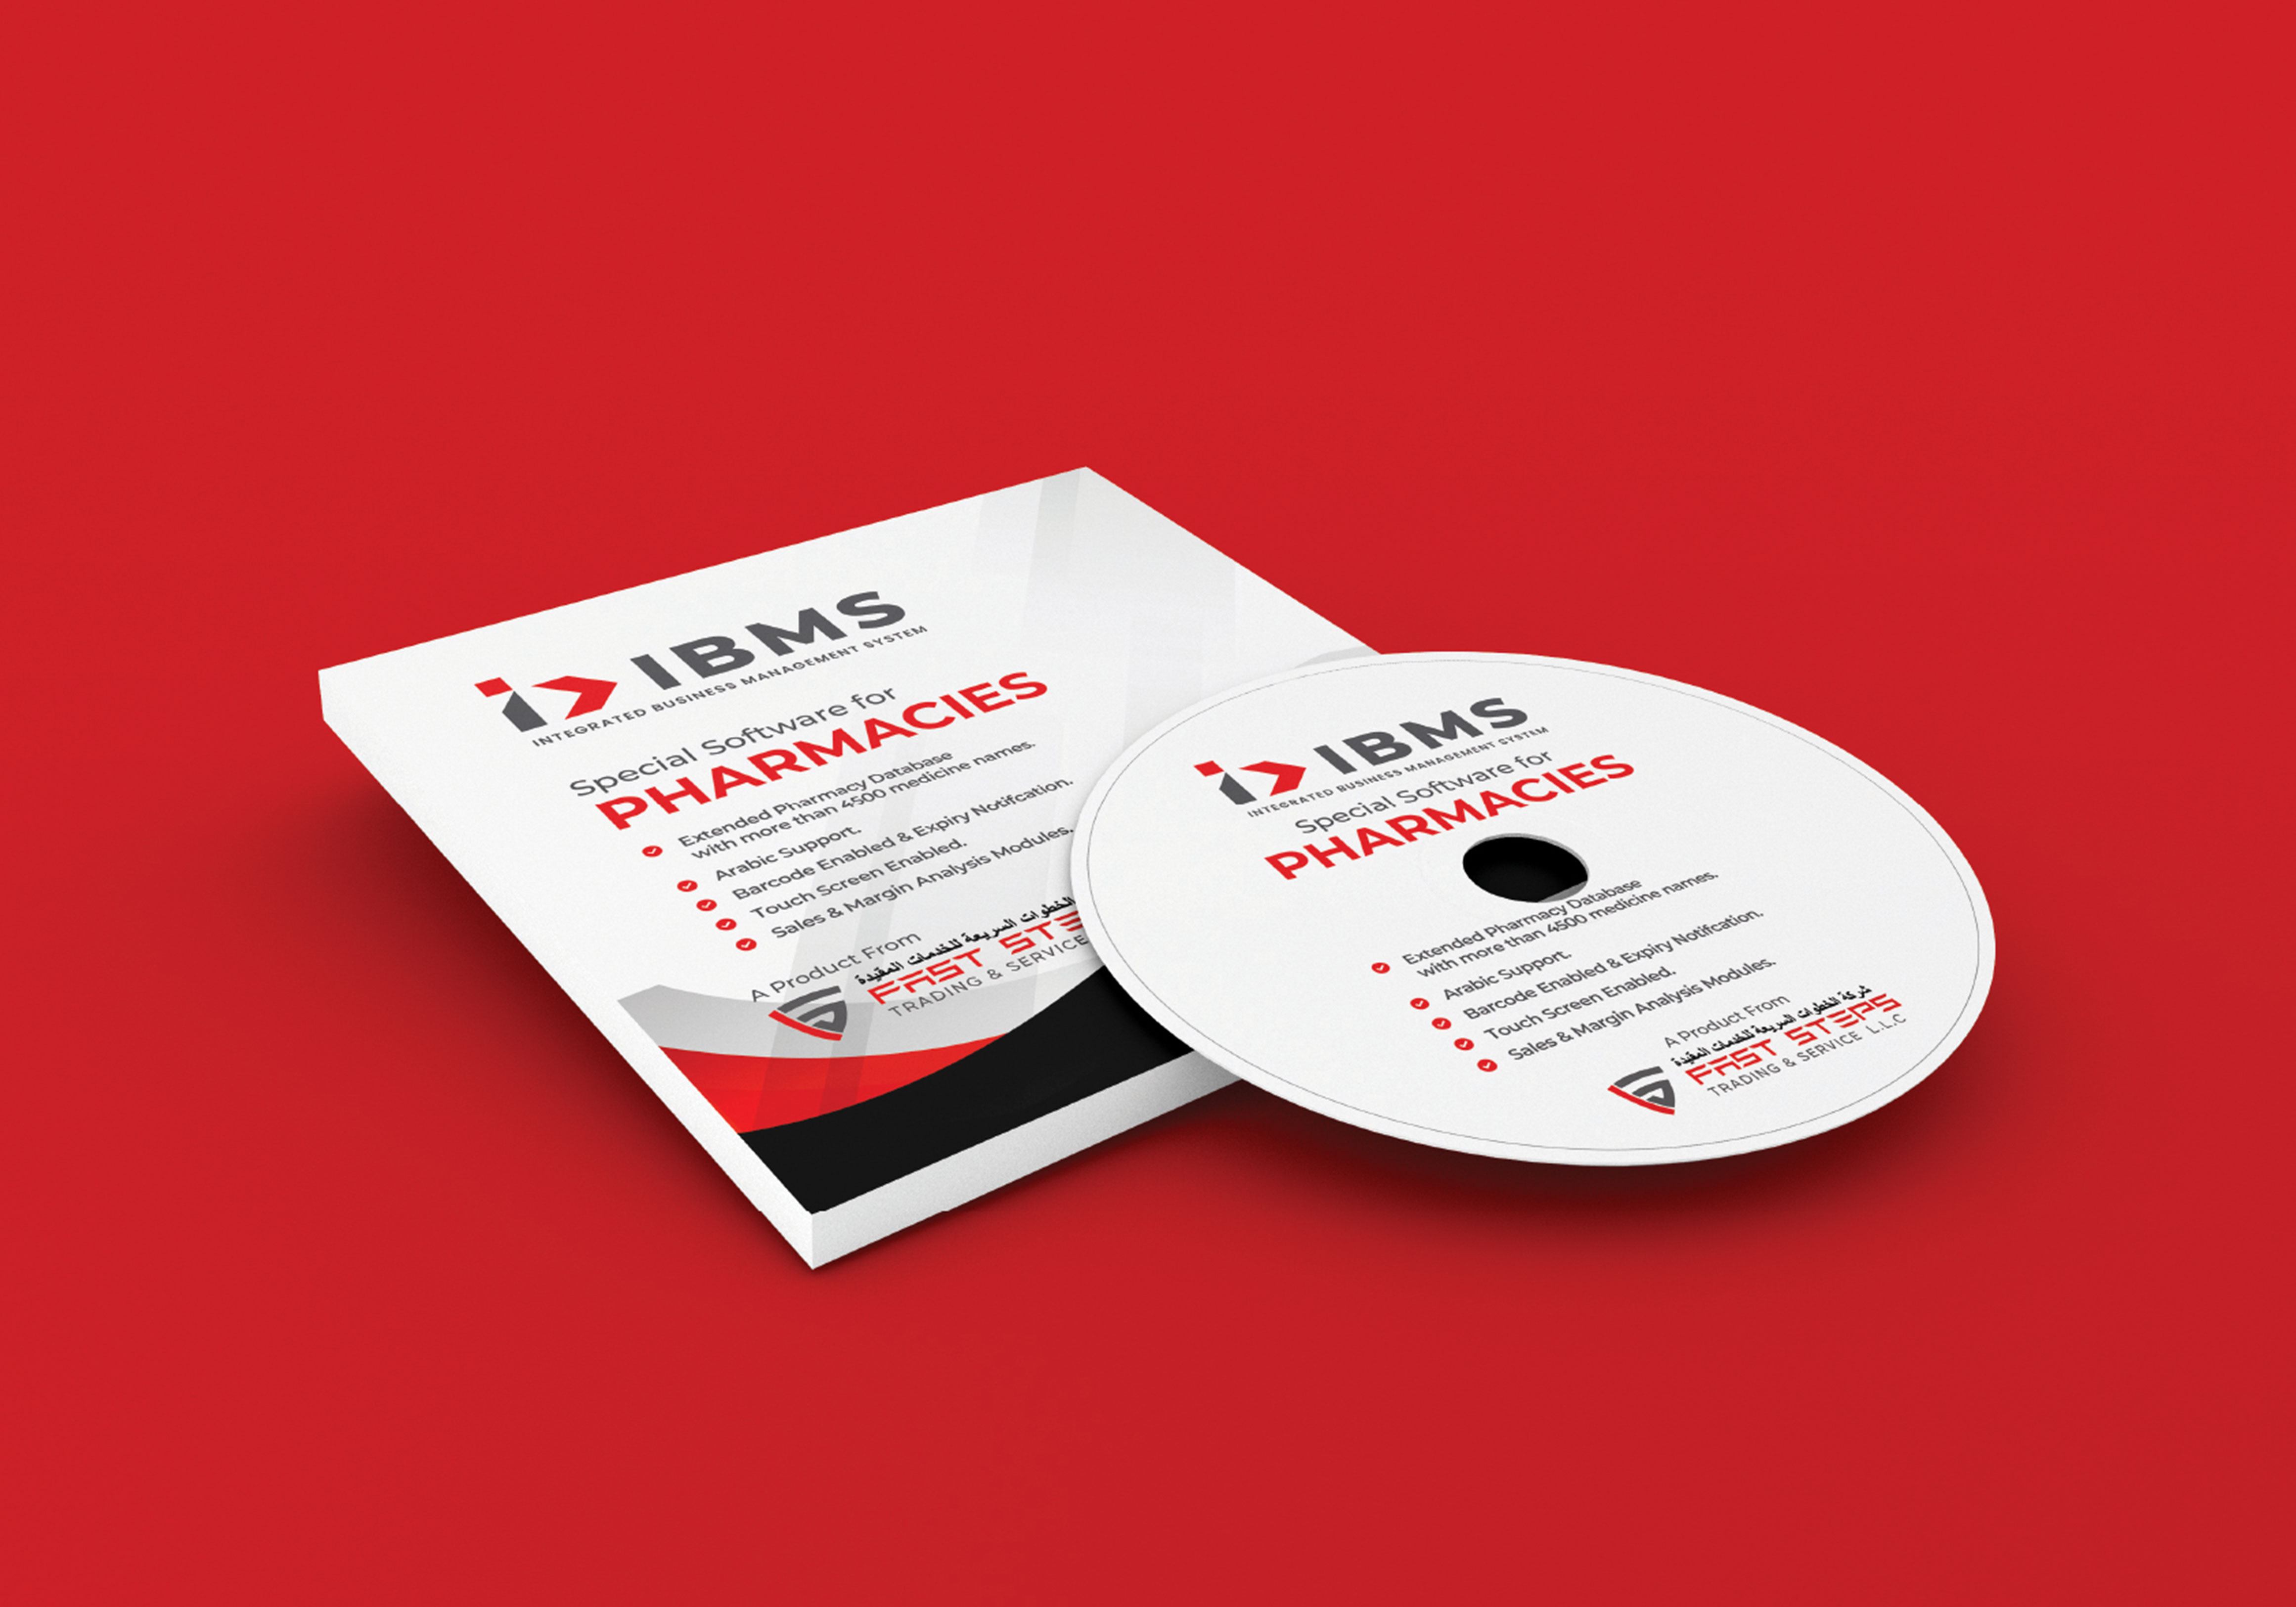 IBMS
INTEGRATED BUSINESS MANAGEMENT SYSTEM
Special Software for
PHARMACIES
Extended Pharmacy Database
with more than 4500 medicine names.
Arabic Support.
Barcode Enabled & Expiry Notifcation.
Touch Screen Enabled.
Sales & Margin Analysis Modules.
A Product From
الخطوات السريعة للخدمات المقيدة
FAST STE
TRADING & SERVICE
IBMS
INTEGRATED BUSINESS MANAGEMENT SYSTEM
Special Software for
PHARMACIES
Extended Pharmacy Database
with more than 4500 medicine names.
Arabic Support.
Barcode Enabled & Expiry Notifcation.
Touch Screen Enabled.
Sales & Margin Analysis Modules.
A Product From
شركة الخطوات السريعة للخدمات المقيدة
FAST STEPS
TRADING & SERVICE L.L.C